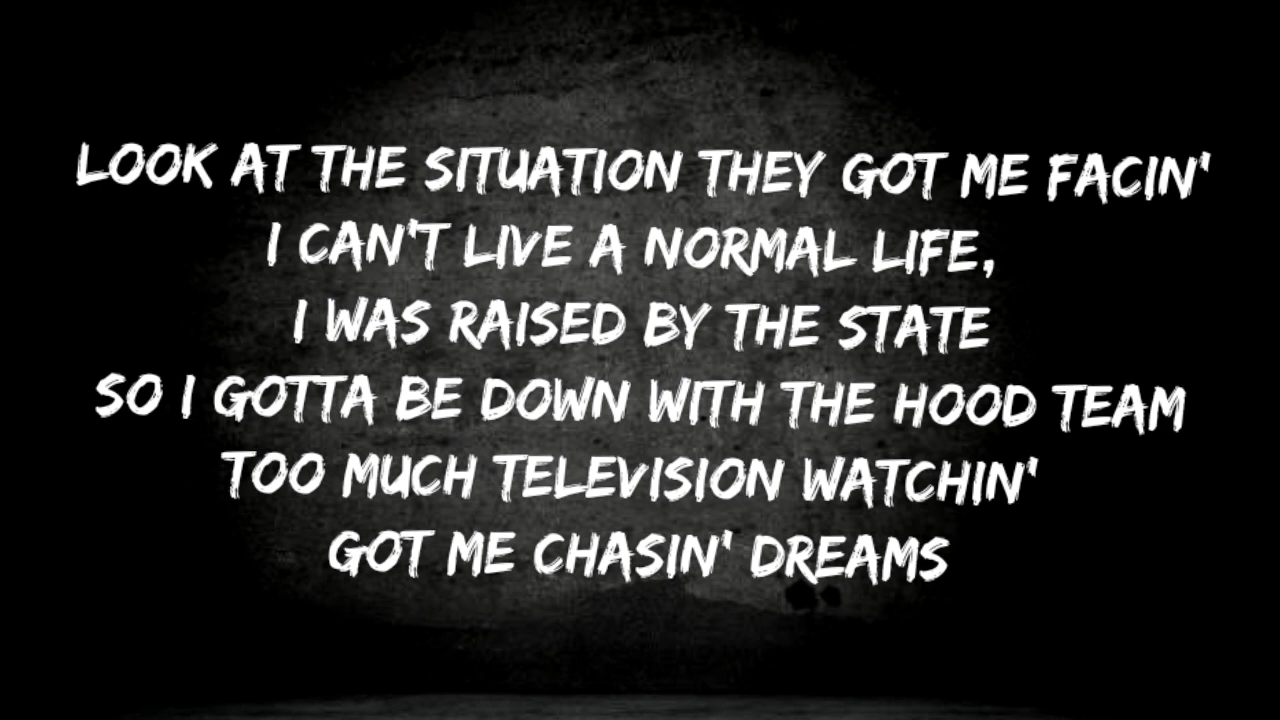 LOOK AT THE SITUATION THEY GOT ME FACIN'
I CAN'T LIVE A NORMAL LIFE,
I WAS RAISED BY THE STATE
SO I GOTTA BE DOWN WITH THE HOOD TEAM
TOO MUCH TELEVISION WATCHIN'
GOT ME CHASIN' DREAMS